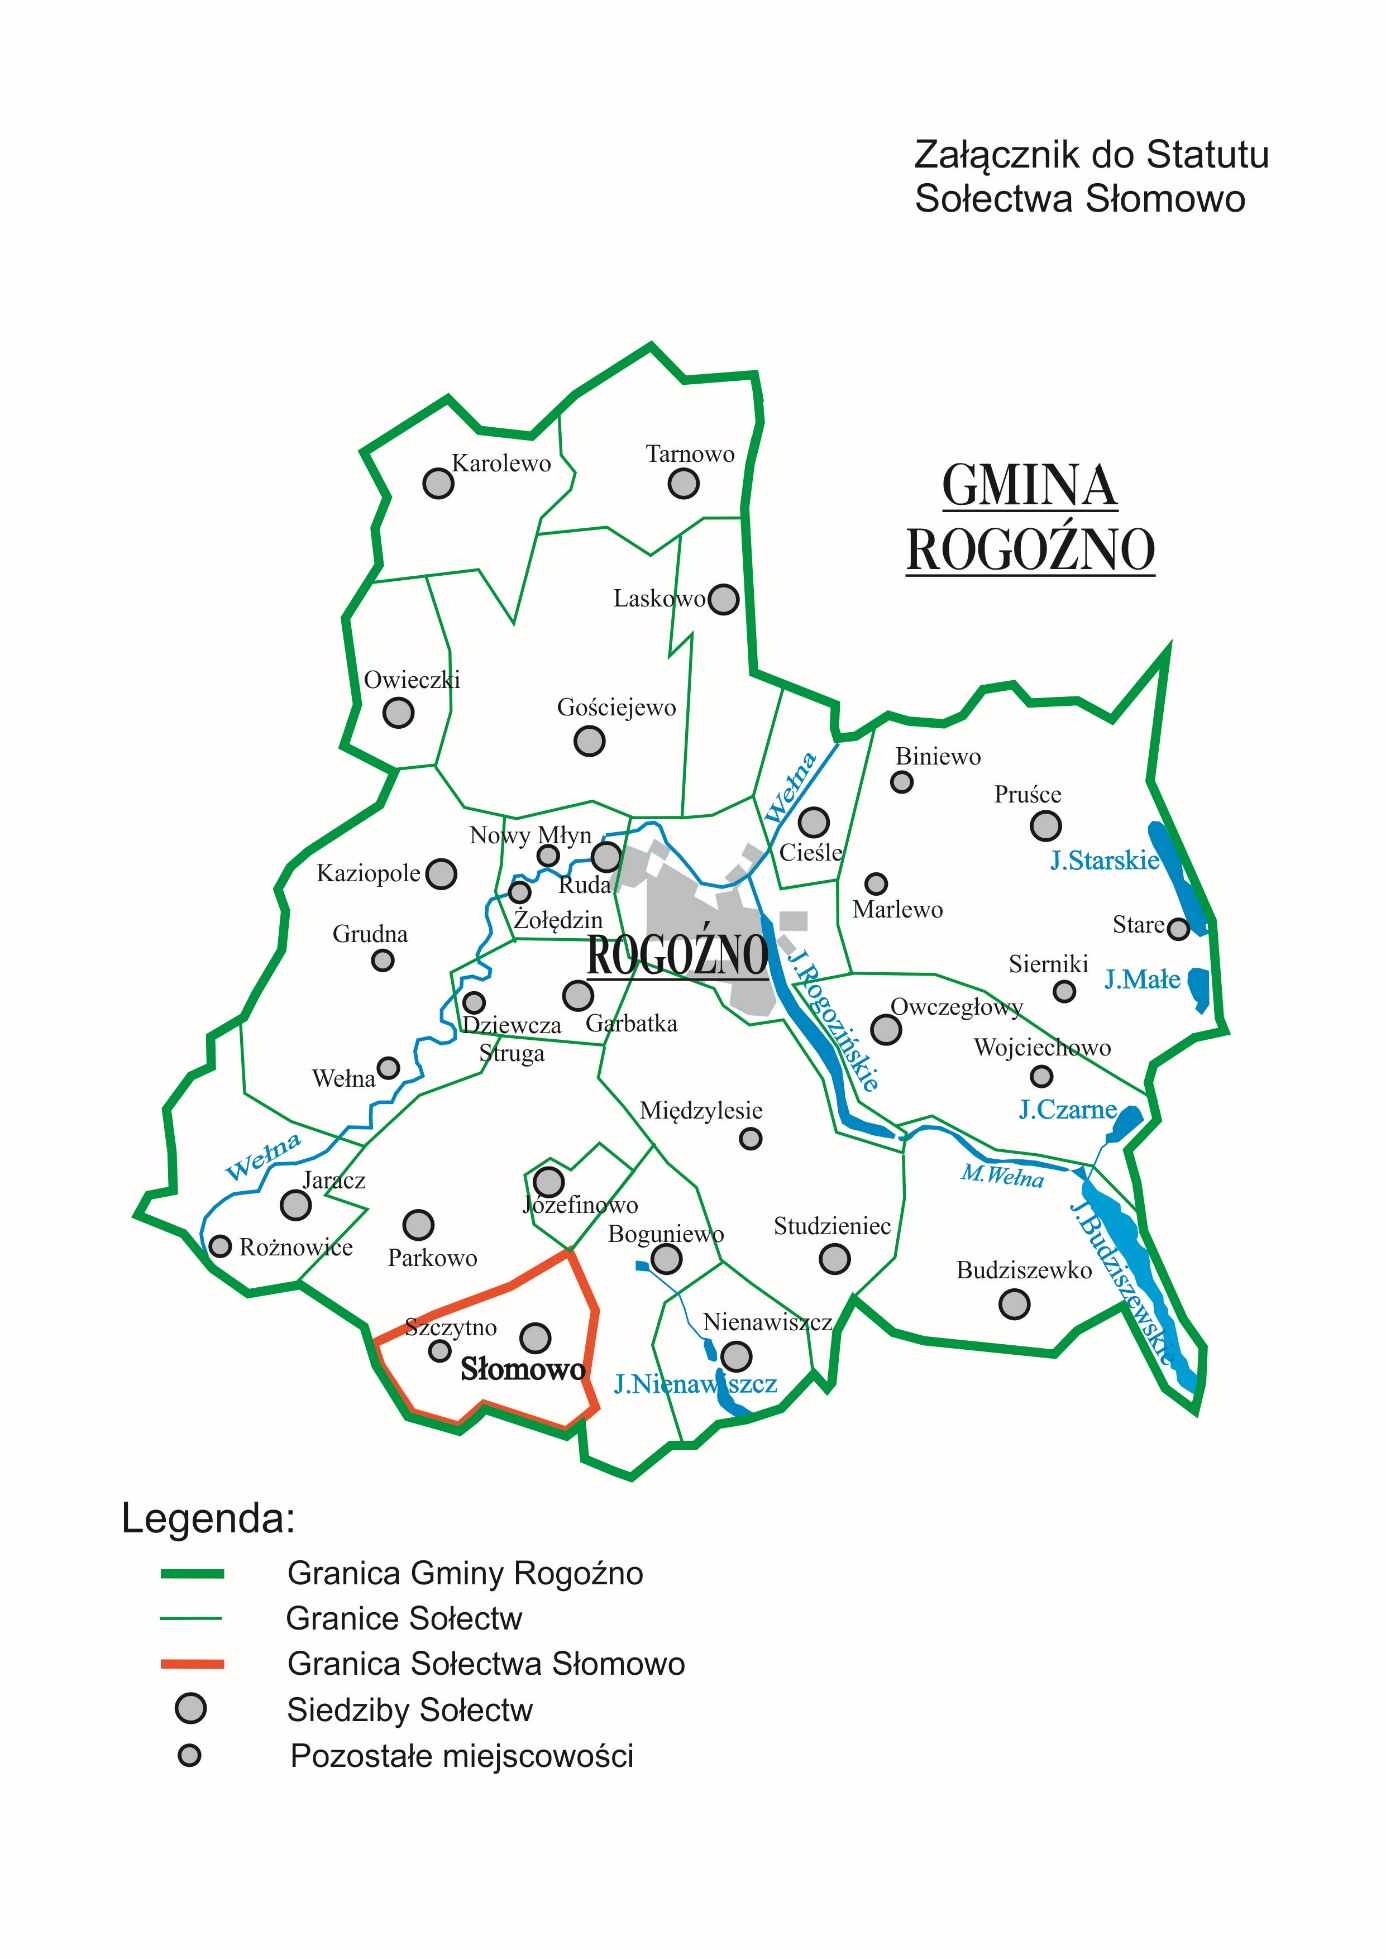 Załącznik do Statutu
Sołectwa Słomowo
GMINA
ROGOŹNO
Karolewo
Tarnowo
Laskowo
Owieczki
Gościejewo
Wełna
Biniewo
Pruśce
Nowy Młyn
Cieśle
J.Starskie
Kaziopole
Ruda
Marlewo
Żołędzin
Stare
Grudna
ROGOŹNO
J.Rogozińskie
Sierniki
J.Małe
Owczegłowy
Dziewcza
Struga
Garbatka
Wojciechowo
Wełna
Międzylesie
J.Czarne
Wełna
M.Wełna
Jaracz
Józefinowo
J.Budziszewskie
Rożnowice
Parkowo
Boguniewo
Studzieniec
Budziszewko
Szczytno
Nienawiszcz
Słomowo
J.Nienawiszcz
Legenda:
Granica Gminy Rogoźno
Granice Sołectw
Granica Sołectwa Słomowo
Siedziby Sołectw
Pozostałe miejscowości